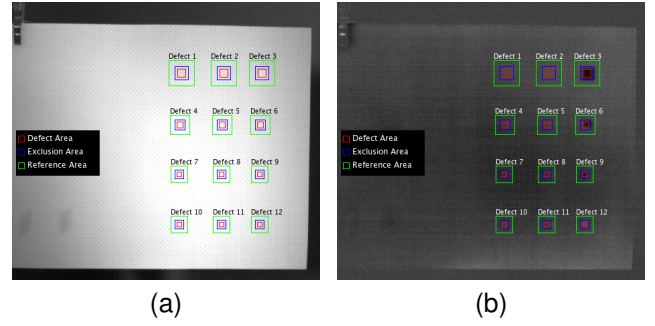 Defect 1 Defect 2 Defect 3
Defect 4 Defect 5 Defect 6
Defect Area
Exclusion Area
Reference Area
Defect 7 Defect 8 Defect 9
Defect 10 Defect 11 Defect 12
(a)
Defect 1 Defect 2 Defect 3
Defect 4 Defect 5 Defect 6
Defect Area
Exclusion Area
Reference Area
Defect 7 Defect 8 Defect 9
Defect 10 Defect 11 Defect 12
(b)